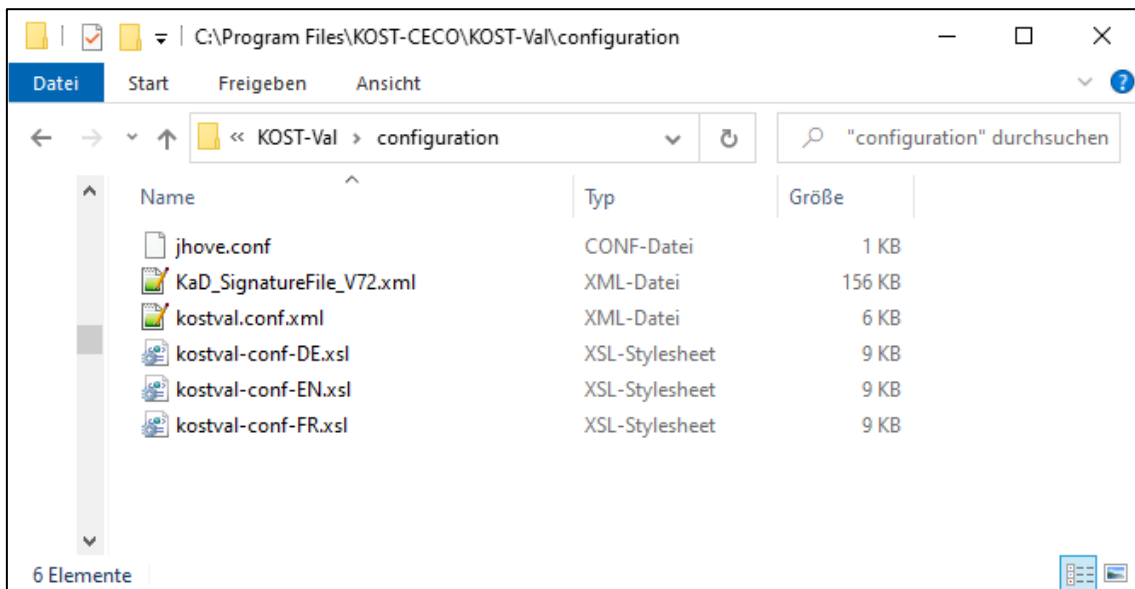 C:\Program Files\KOST-CECO\KOST-Val\configuration
Datei Start Freigeben Ansicht ?
« KOST-Val > configuration "configuration" durchsuchen
Name Typ Größe
jhove.conf CONF-Datei 1 KB
KaD_SignatureFile_V72.xml XML-Datei 156 KB
kostval.conf.xml XML-Datei 6 KB
kostval-conf-DE.xsl XSL-Stylesheet 9 KB
kostval-conf-EN.xsl XSL-Stylesheet 9 KB
kostval-conf-FR.xsl XSL-Stylesheet 9 KB
6 Elemente